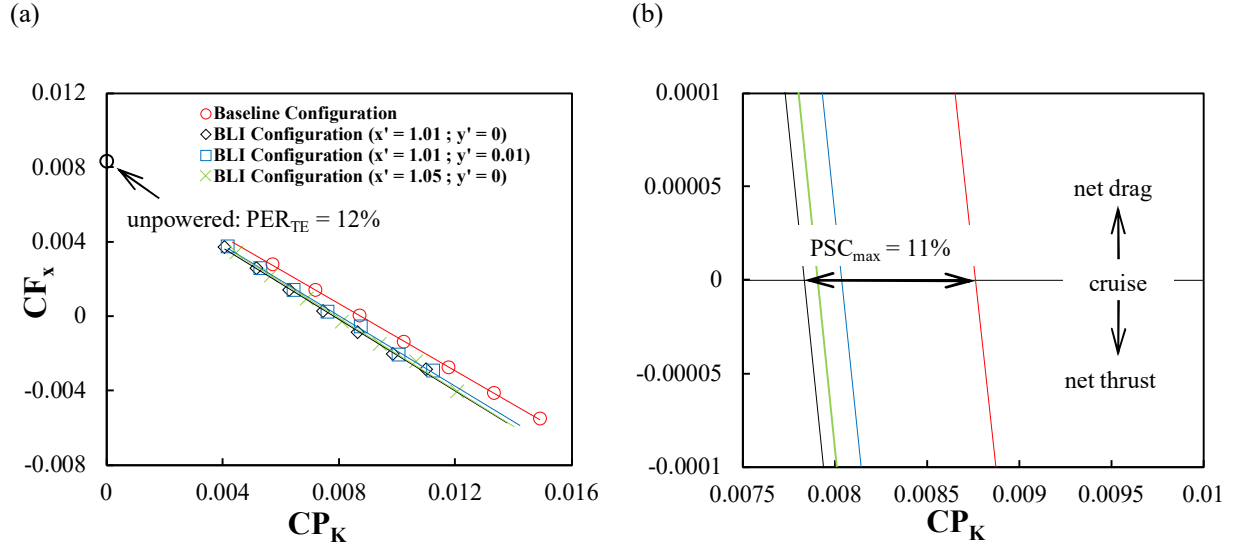 (a)
0.012
0.008
0.004
0
-0.004
-0.008
CFx
Baseline Configuration
BLI Configuration (x' = 1.01 ; y' = 0)
BLI Configuration (x' = 1.01 ; y' = 0.01)
BLI Configuration (x' = 1.05 ; y' = 0)
unpowered: PERTE = 12%
0 0.004 0.008 0.012 0.016
CPK
(b)
0.0001
0.00005
0
-0.00005
-0.0001
PSCmax = 11%
net drag
cruise
net thrust
0.0075 0.008 0.0085 0.009 0.0095 0.01
CPK